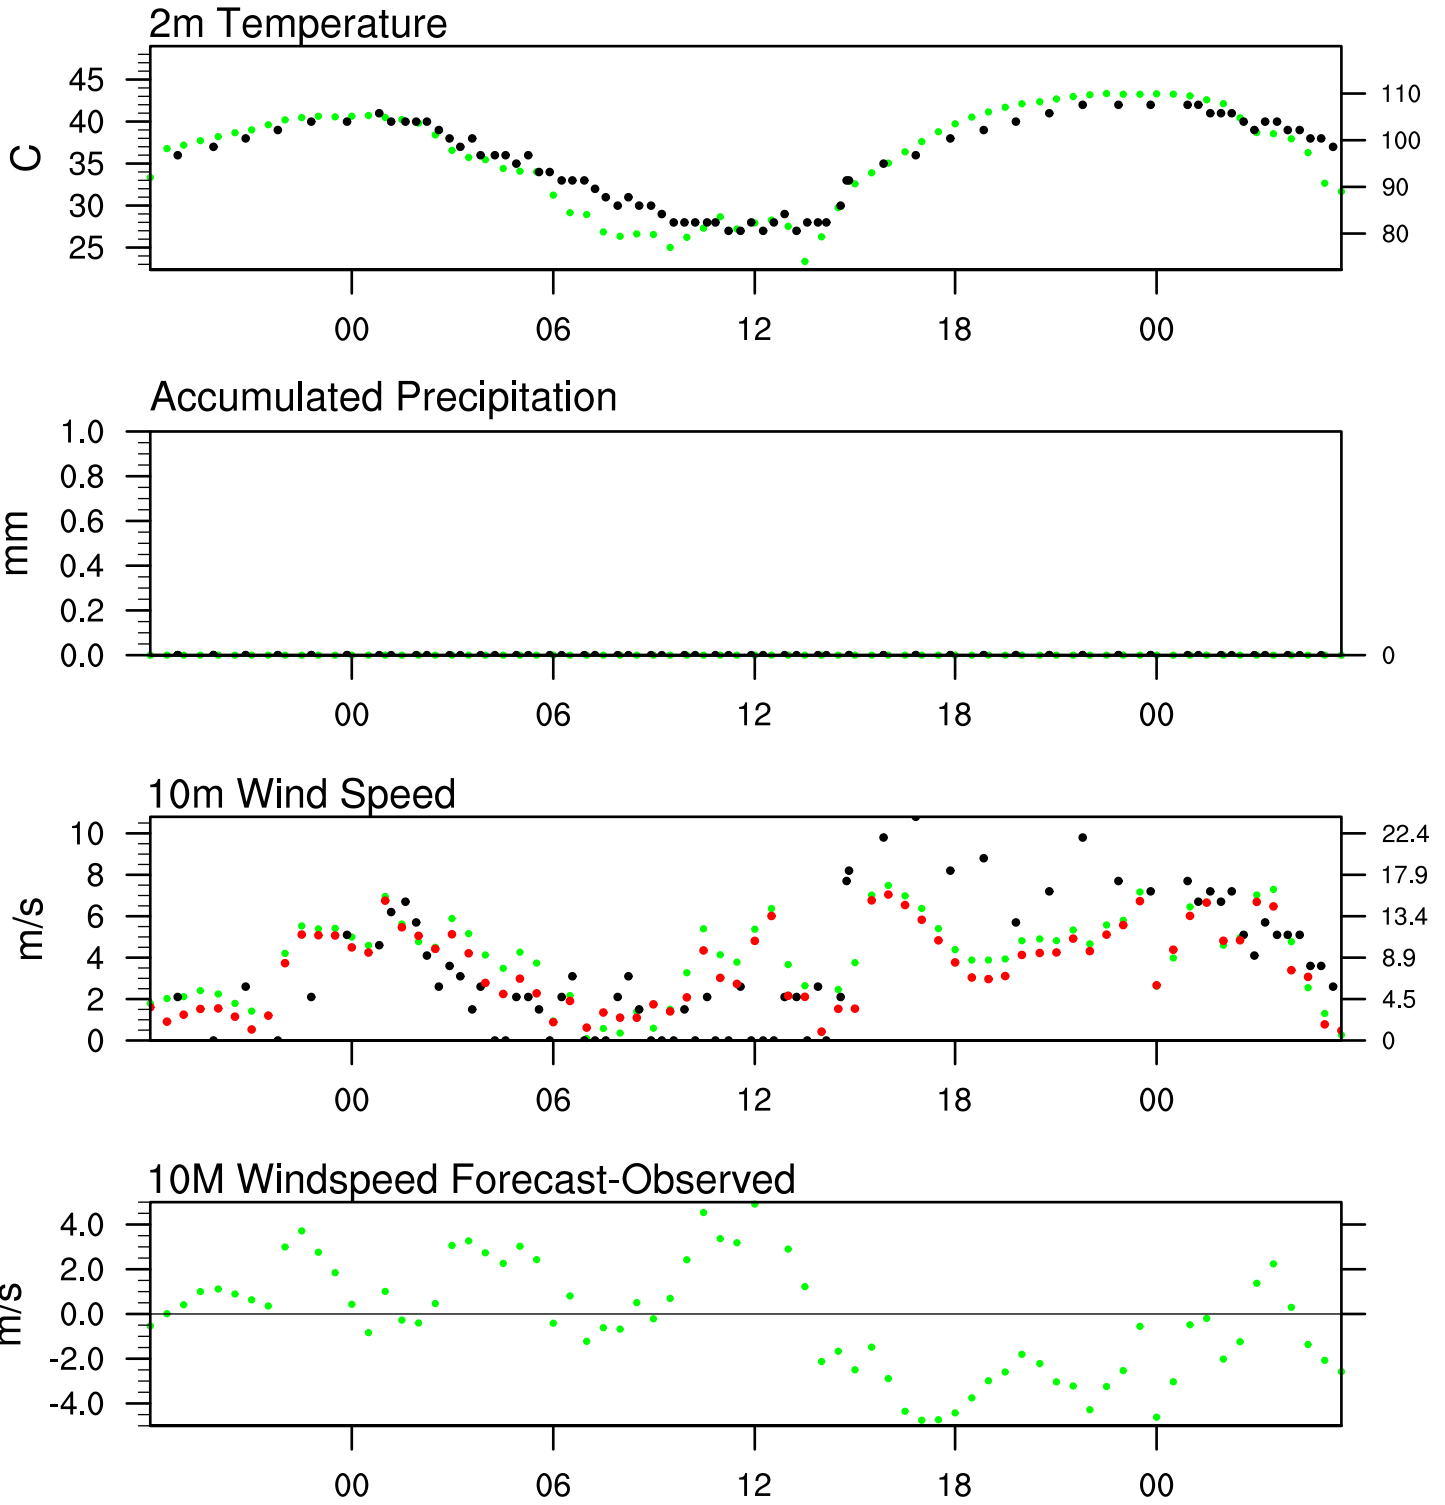 2m Temperature
45
40
35
30
25
C
110
100
90
80
00 06 12 18 00
Accumulated Precipitation
1.0
0.8
0.6
0.4
0.2
0.0
mm
0
00 06 12 18 00
10m Wind Speed
10
8
6
4
2
0
m/s
22.4
17.9
13.4
8.9
4.5
0
00 06 12 18 00
10M Windspeed Forecast-Observed
4.0
2.0
0.0
-2.0
-4.0
m/s
00 06 12 18 00